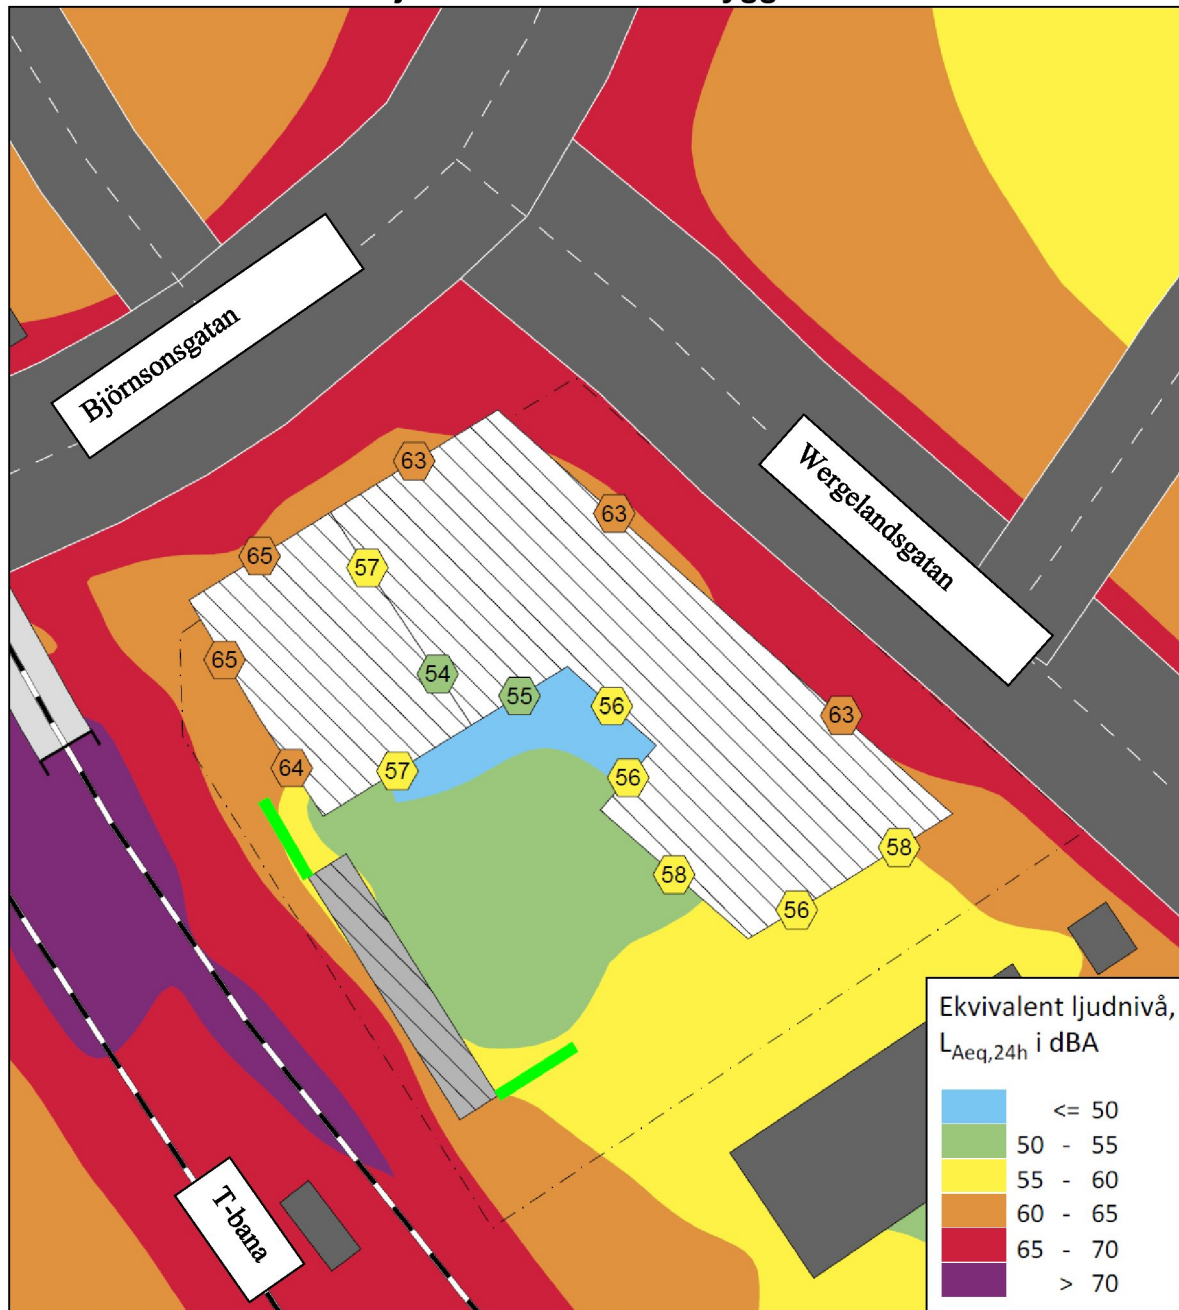 Björnsonsgatan
Wergelandsgatan
63
63
65
57
65
54
55
56
63
64
57
56
58
58
56
T-bana
Ekvivalent ljudnivå,
LAeq,24h i dBA
<= 50
50 - 55
55 - 60
60 - 65
65 - 70
> 70